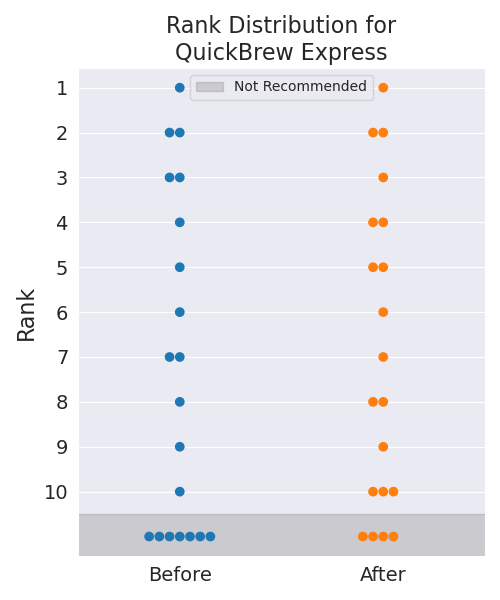 Rank Distribution for
QuickBrew Express
Not Recommended
Rank
1
2
3
4
5
6
7
8
9
10
Before
After